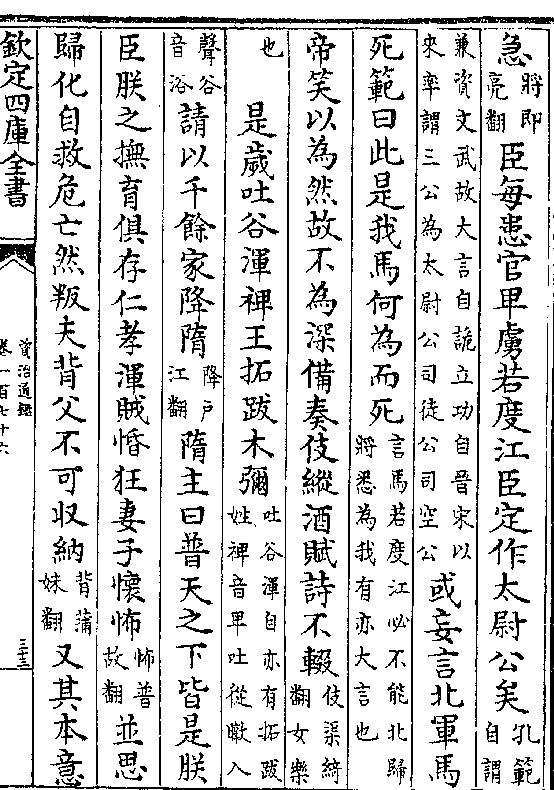 急將即亮翻臣每患官卑虜若度江臣定作太尉公矣孔範自謂
兼資文武故大言自詭立功自晉宋以來率謂三公為太尉公司徒公司空公或妄言北軍馬
死範曰此是我馬何為而死言馬若度江必不能北歸將悉為我有亦大言也
帝笑以為然故不為深備奏伎縱酒賦詩不輟伎渠綺翻女樂
也 是歲吐谷渾裨王拓跋木彌吐谷渾自亦有拓跋姓裨音卑吐從暾入
聲谷音浴請以千餘家降隋降户江翻隋主曰普天之下皆是朕
臣朕之撫育俱存仁孝渾賊惛狂妻子懷怖怖普故翻並思
歸化自救危亡然叛夫背父不可収納背蒲妹翻又其本意
欽定四庫全書
資治通鑑
卷一百七十六
三十三